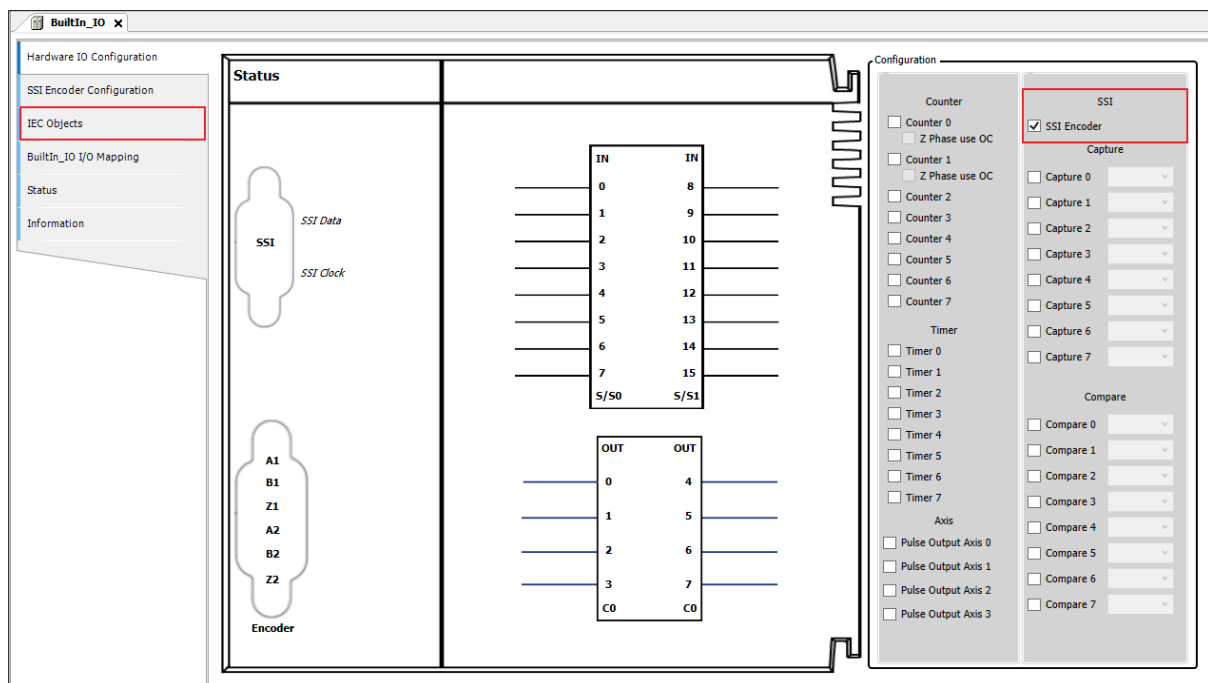 BuiltIn_IO x
Hardware IO Configuration
SSI Encoder Configuration
IEC Objects
BuiltIn_IO I/O Mapping
Status
Information
Status
SSI
SSI Data
SSI Clock
A1
B1
Z1
A2
B2
Z2
Encoder
IN IN
0 8
1 9
2 10
3 11
4 12
5 13
6 14
7 15
S/S0 S/S1
OUT OUT
0 4
1 5
2 6
3 7
C0 C0
Configuration
Counter
Counter 0
Z Phase use OC
Counter 1
Z Phase use OC
Counter 2
Counter 3
Counter 4
Counter 5
Counter 6
Counter 7
Timer
Timer 0
Timer 1
Timer 2
Timer 3
Timer 4
Timer 5
Timer 6
Timer 7
Axis
Pulse Output Axis 0
Pulse Output Axis 1
Pulse Output Axis 2
Pulse Output Axis 3
SSI
SSI Encoder
Capture
Capture 0
Capture 1
Capture 2
Capture 3
Capture 4
Capture 5
Capture 6
Capture 7
Compare
Compare 0
Compare 1
Compare 2
Compare 3
Compare 4
Compare 5
Compare 6
Compare 7